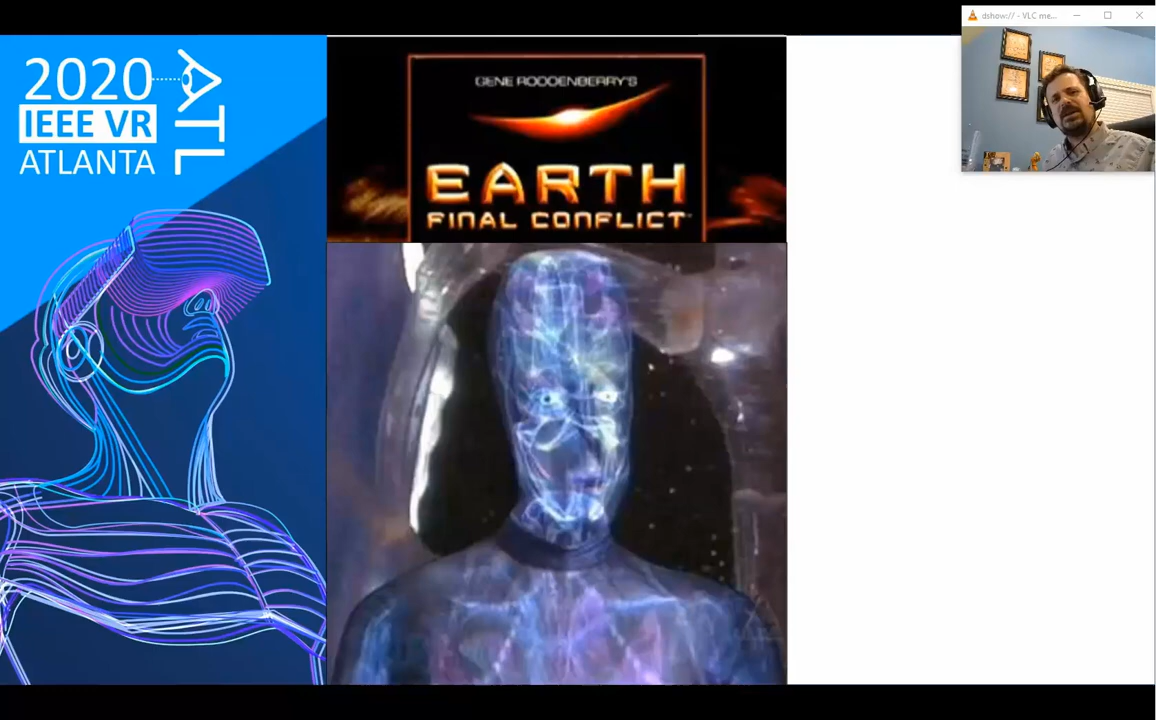 2020
ATL
IEEE VR
ATLANTA
GENE RODDENBERRY'S
EARTH
FINAL CONFLICT
dshow:// - VLC me...